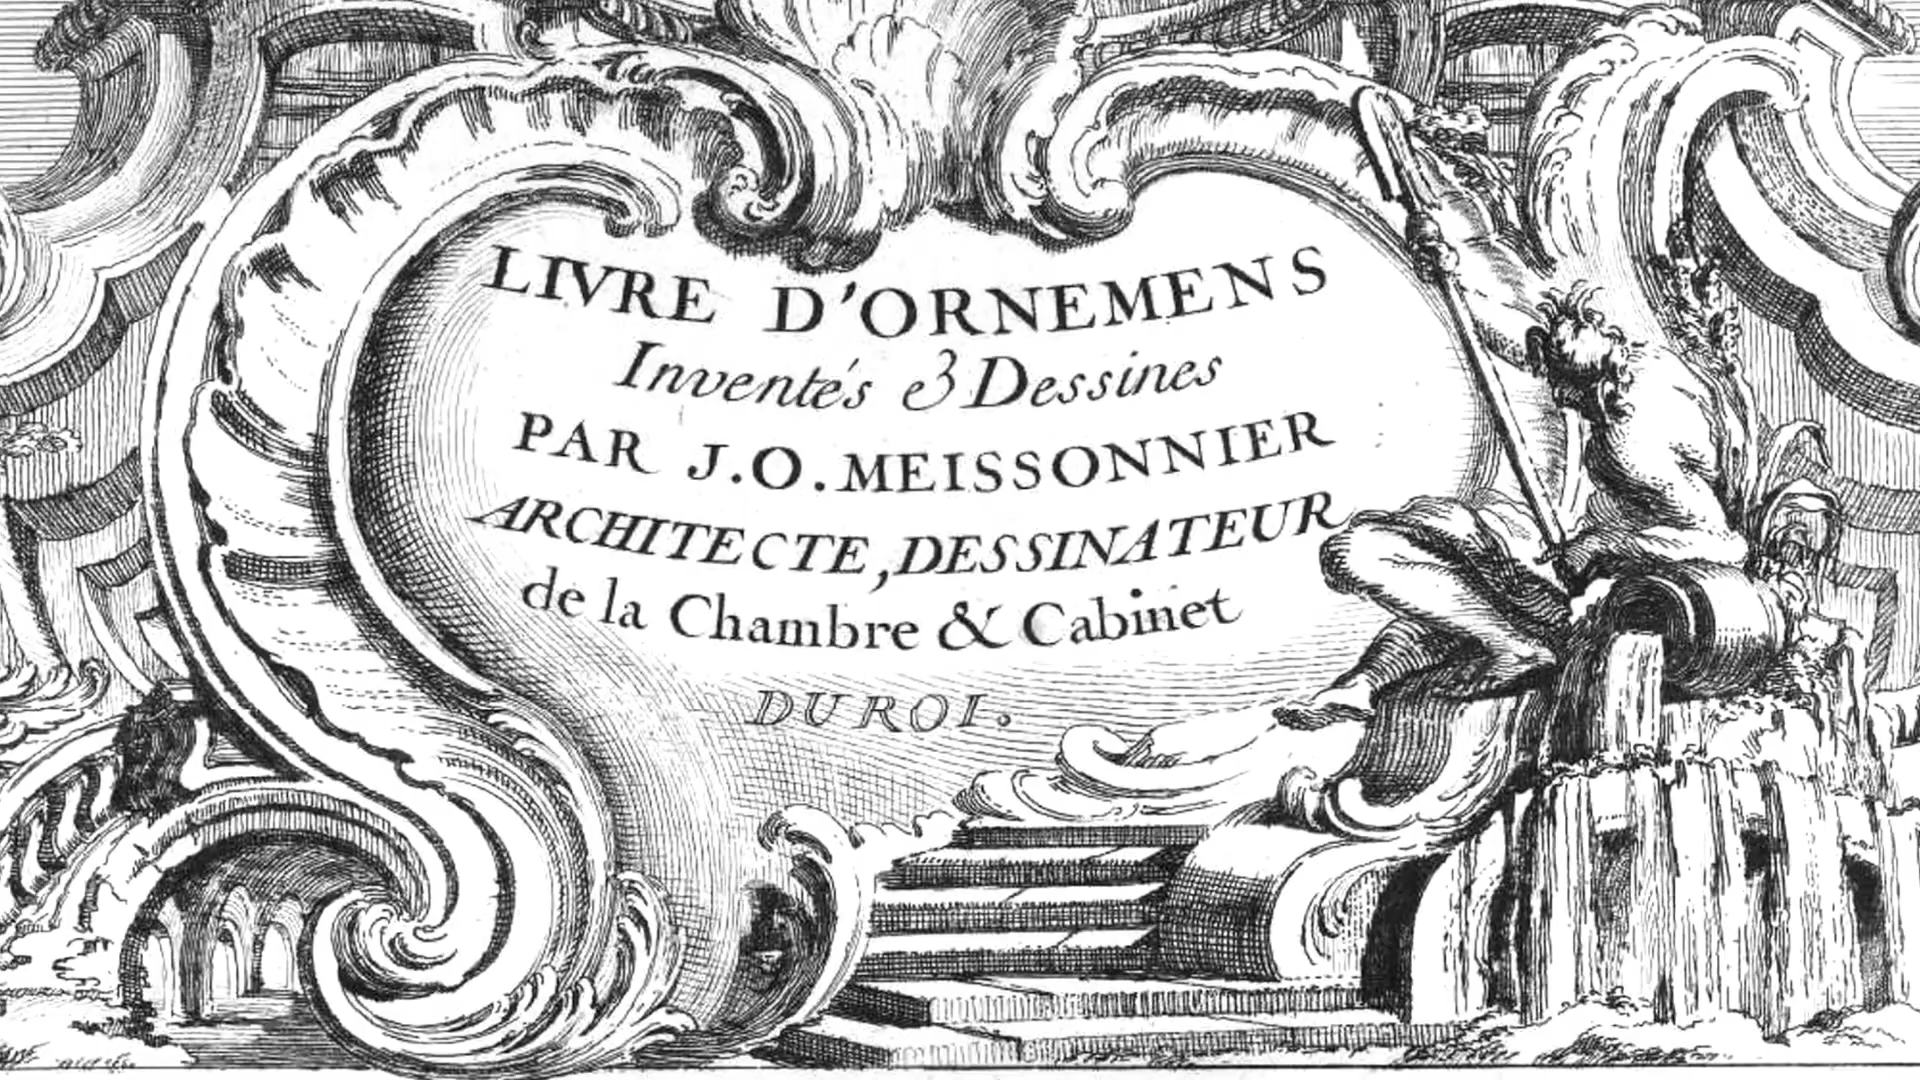 LIVRE D'ORNEMENS
Inventés & Dessines
PAR J.O. MEISSONNIER
ARCHITECTE, DESSINATEUR
de la Chambre & Cabinet
DU ROI.